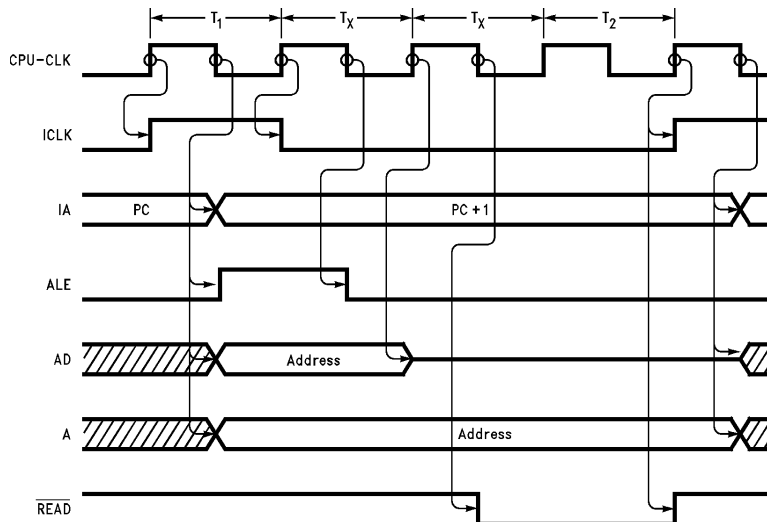 T1 TX TX T2
CPU-CLK
ICLK
IA PC PC+1
ALE
AD Address
A Address
READ